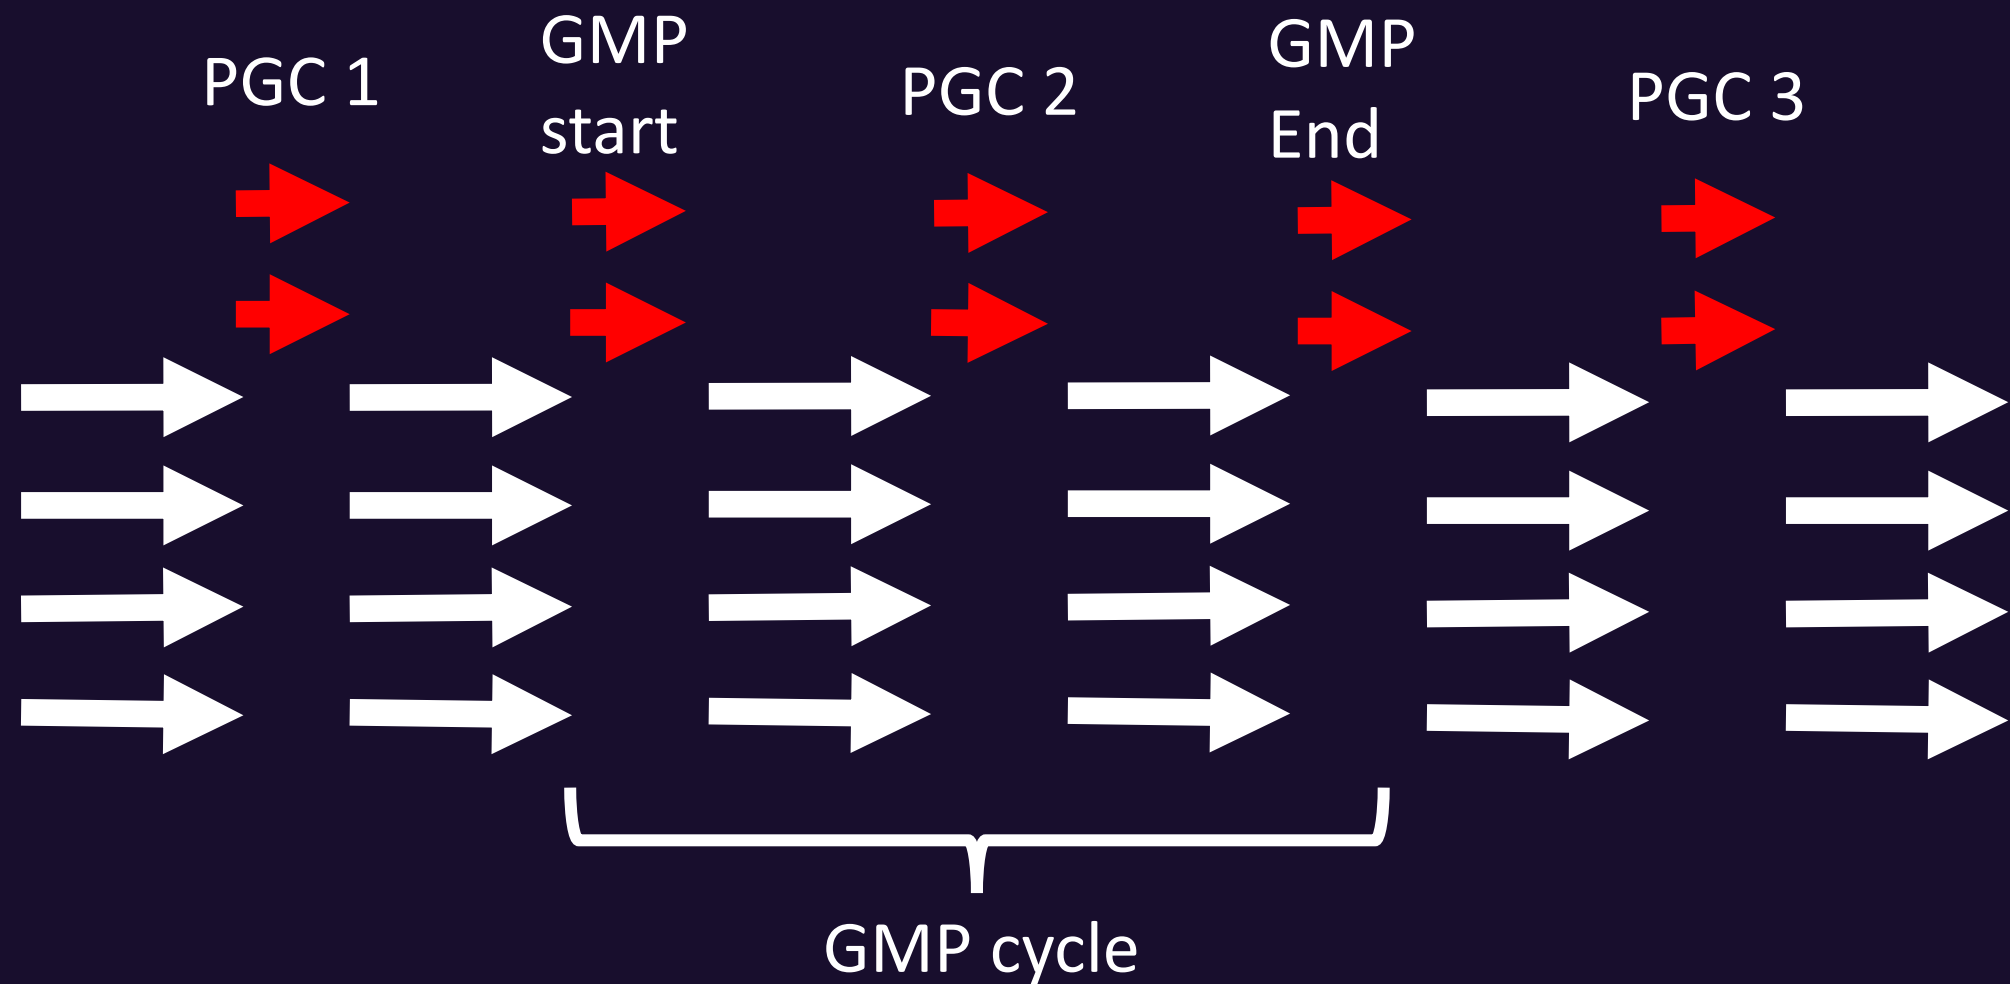 PGC 1
GMP
start
PGC 2
GMP
End
PGC 3
GMP cycle